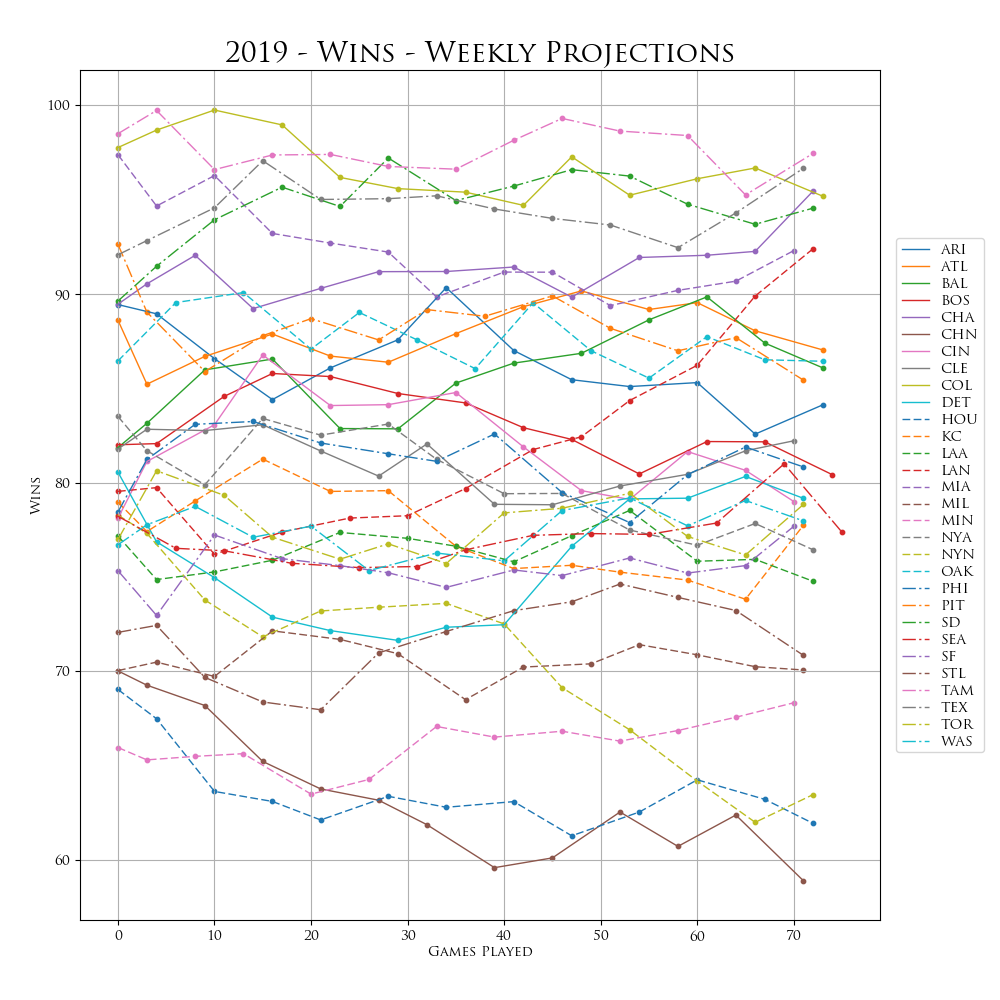 2019 - Wins - Weekly Projections
100
90
80
70
60
Wins
0 10 20 30 40 50 60 70
Games Played
ARI
ATL
BAL
BOS
CHA
CHN
CIN
CLE
COL
DET
HOU
KC
LAA
LAN
MIA
MIL
MIN
NYA
NYN
OAK
PHI
PIT
SD
SEA
SF
STL
TAM
TEX
TOR
WAS